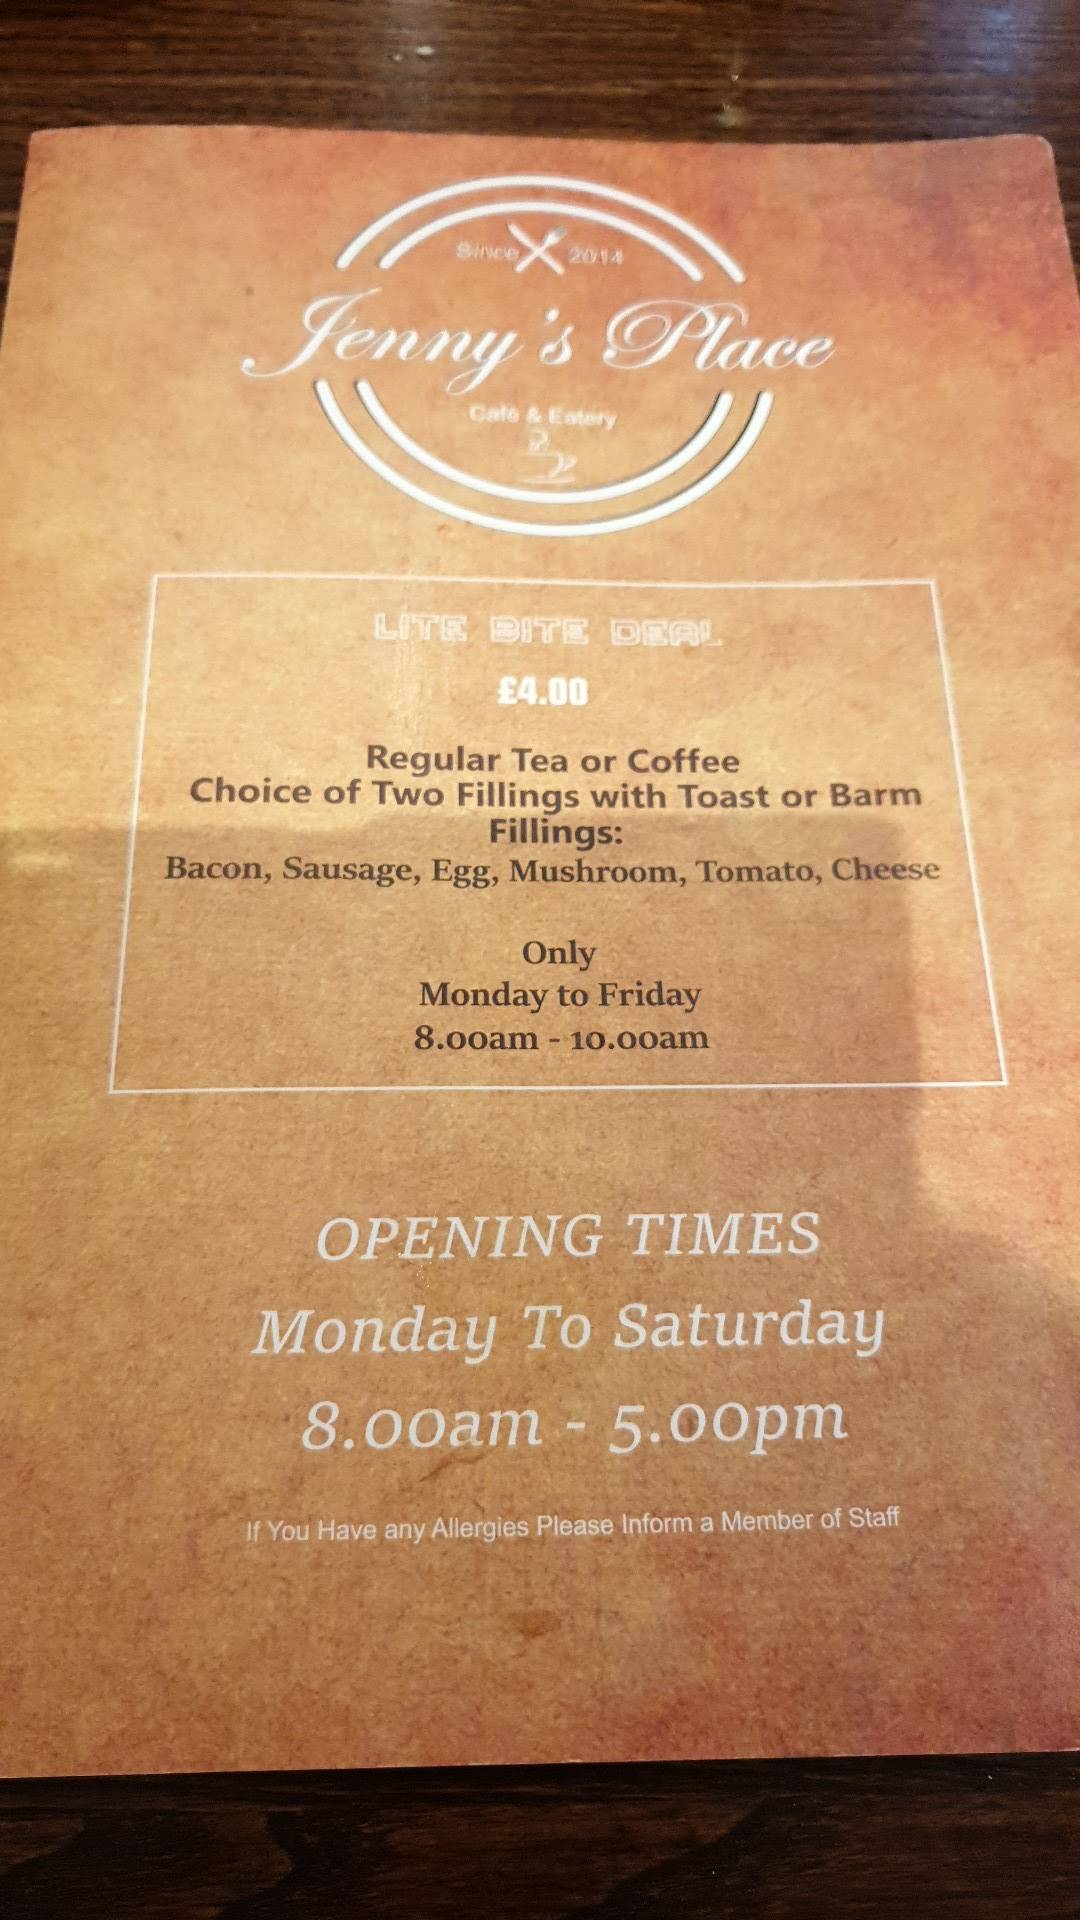 Since 2014
Jenny's Place
Café & Eatery
LITE BITE DEAL
£4.00
Regular Tea or Coffee
Choice of Two Fillings with Toast or Barm
Fillings:
Bacon, Sausage, Egg, Mushroom, Tomato, Cheese
Only
Monday to Friday
8.00am - 10.00am
OPENING TIMES
Monday To Saturday
8.00am - 5.00pm
If You Have any Allergies Please Inform a Member of Staff